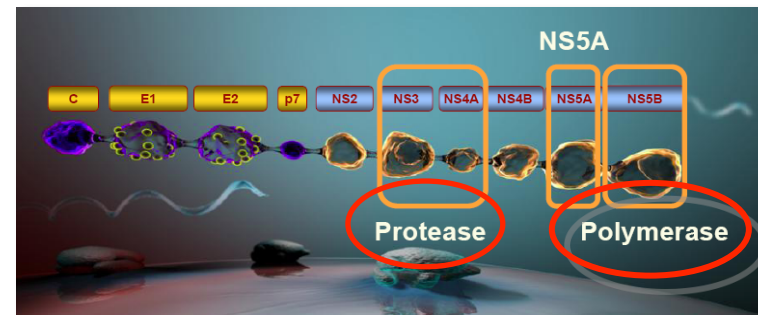 NS5A
C E1 E2 p7 NS2 NS3 NS4A NS4B NS5A NS5B
Protease Polymerase